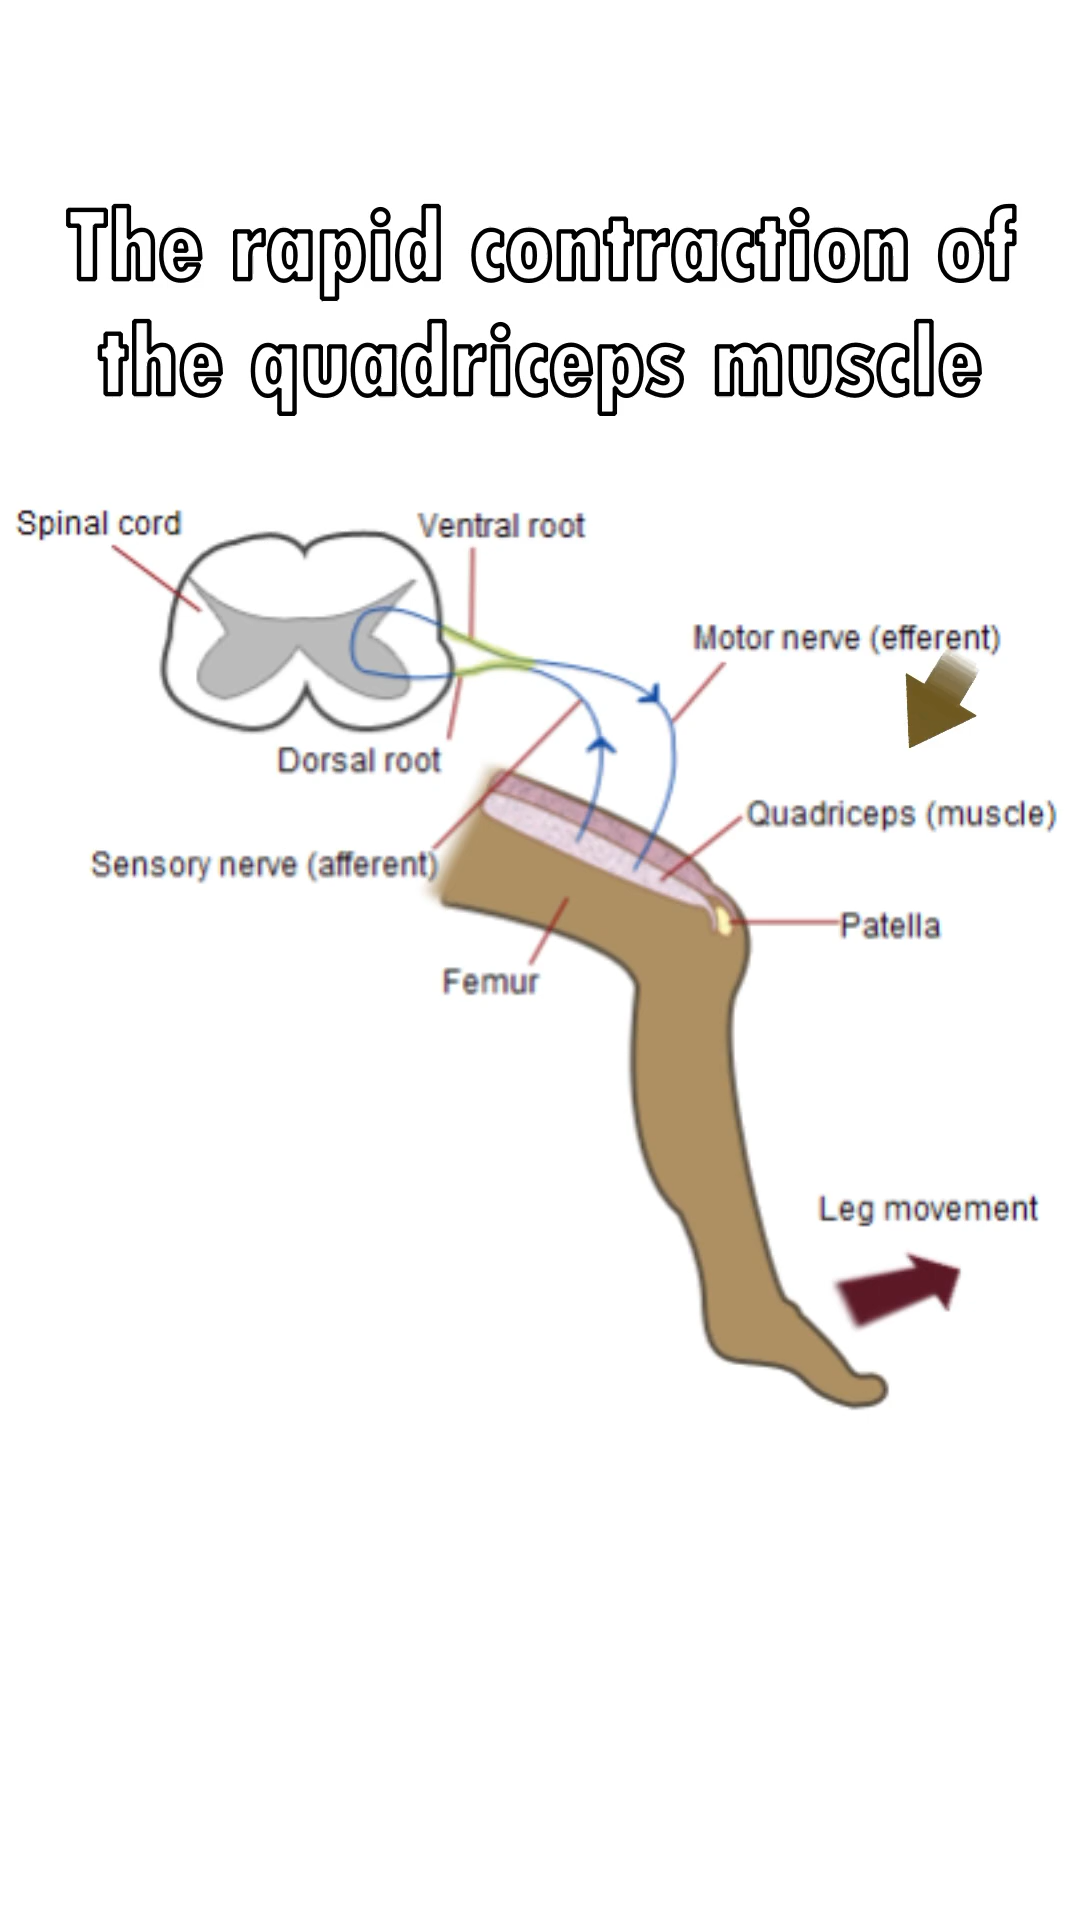 The rapid contraction of
the quadriceps muscle
Spinal cord
Ventral root
Motor nerve (efferent)
Dorsal root
Quadriceps (muscle)
Sensory nerve (afferent)
Patella
Femur
Leg movement